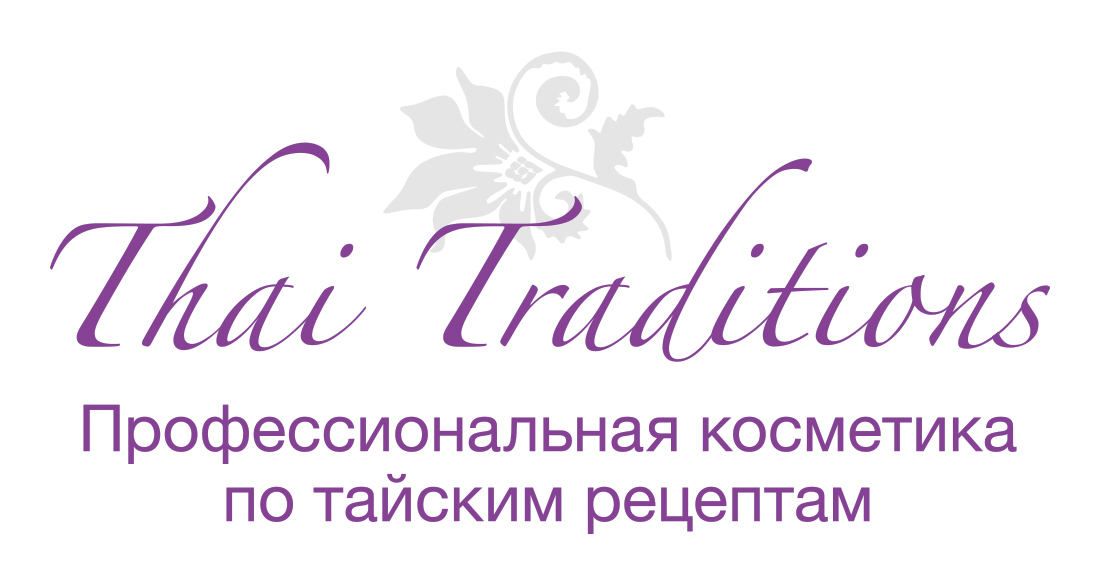 Thai Traditions
Профессиональная косметика
по тайским рецептам